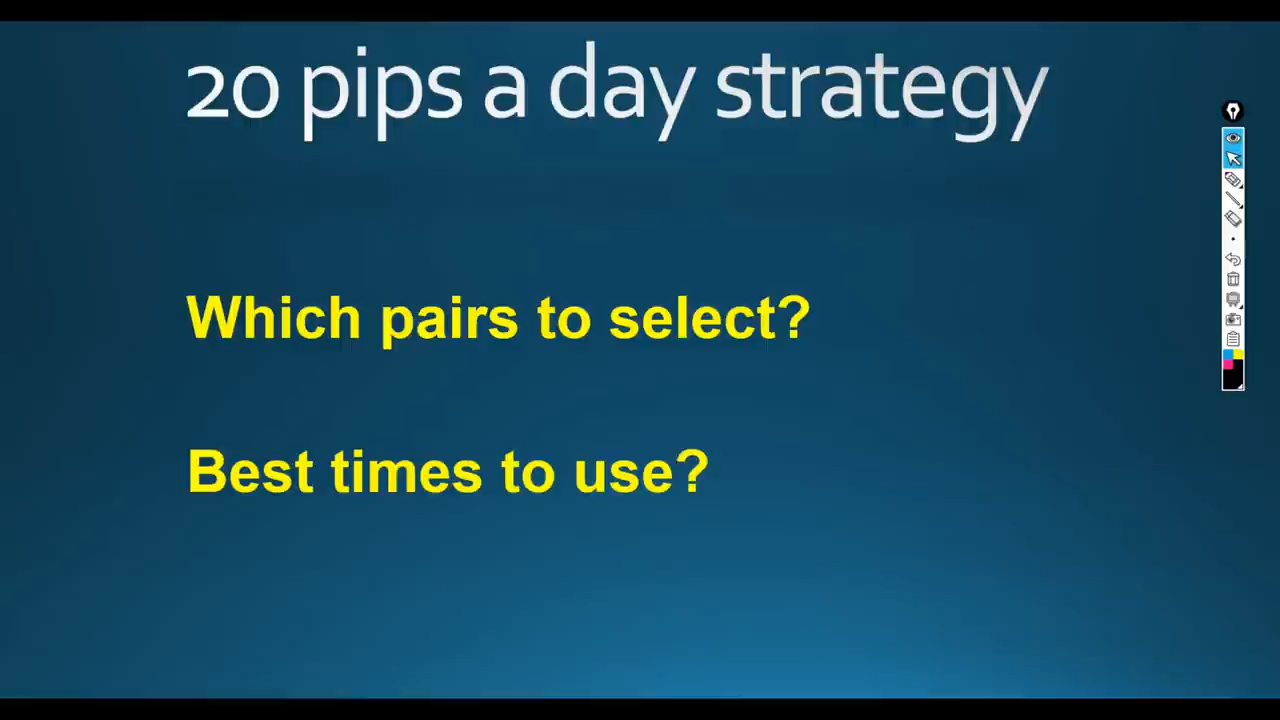 20 pips a day strategy
Which pairs to select?
Best times to use?